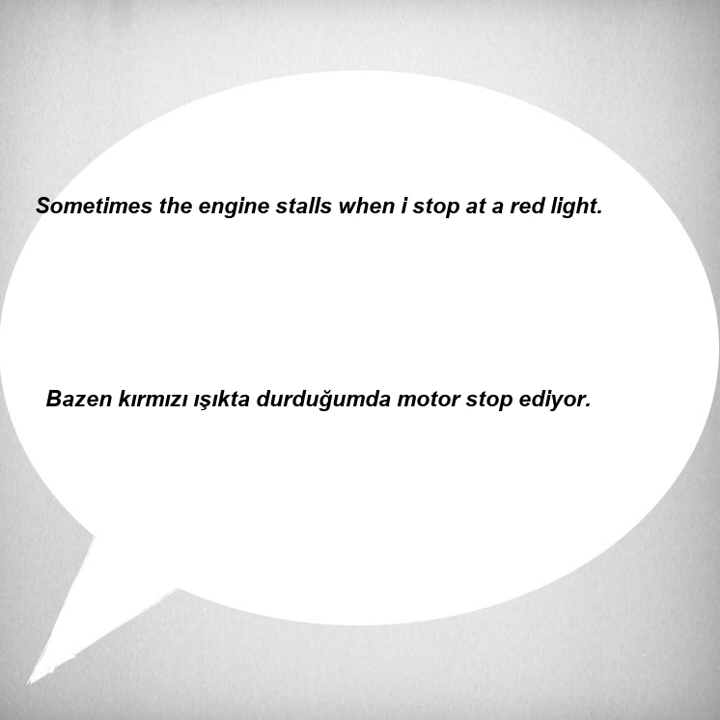 Sometimes the engine stalls when i stop at a red light.
Bazen kırmızı ışıkta durduğumda motor stop ediyor.